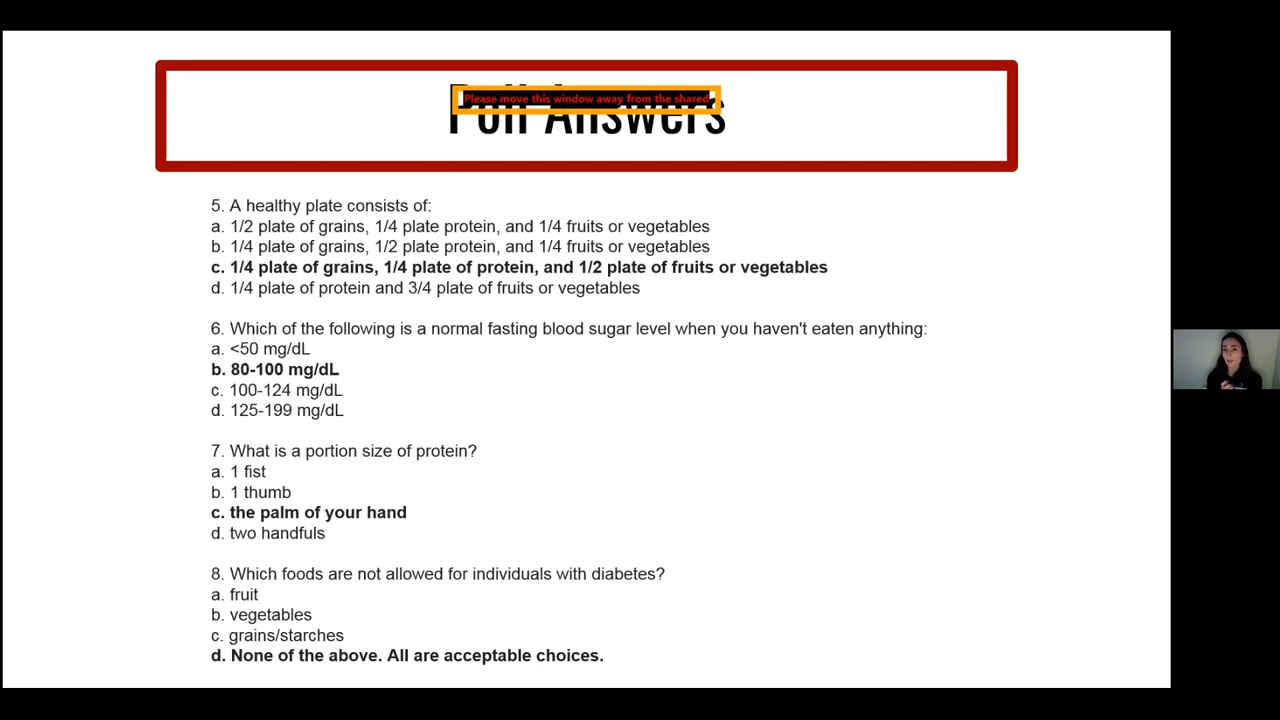 Poll Answers
Please move this window away from the shared
5. A healthy plate consists of:
a. 1/2 plate of grains, 1/4 plate protein, and 1/4 fruits or vegetables
b. 1/4 plate of grains, 1/2 plate protein, and 1/4 fruits or vegetables
c. 1/4 plate of grains, 1/4 plate of protein, and 1/2 plate of fruits or vegetables
d. 1/4 plate of protein and 3/4 plate of fruits or vegetables
6. Which of the following is a normal fasting blood sugar level when you haven't eaten anything:
a. <50 mg/dL
b. 80-100 mg/dL
c. 100-124 mg/dL
d. 125-199 mg/dL
7. What is a portion size of protein?
a. 1 fist
b. 1 thumb
c. the palm of your hand
d. two handfuls
8. Which foods are not allowed for individuals with diabetes?
a. fruit
b. vegetables
c. grains/starches
d. None of the above. All are acceptable choices.